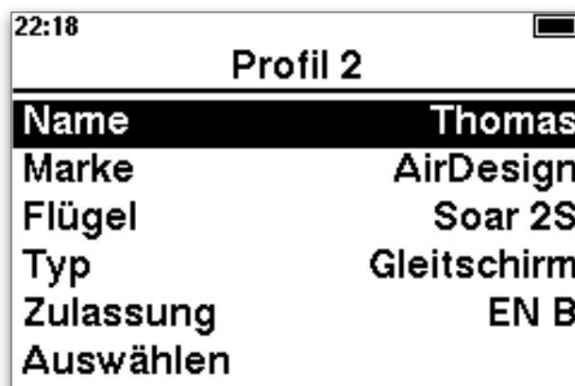 22:18
Profil 2
Name Thomas
Marke AirDesign
Flügel Soar 2S
Typ Gleitschirm
Zulassung EN B
Auswählen